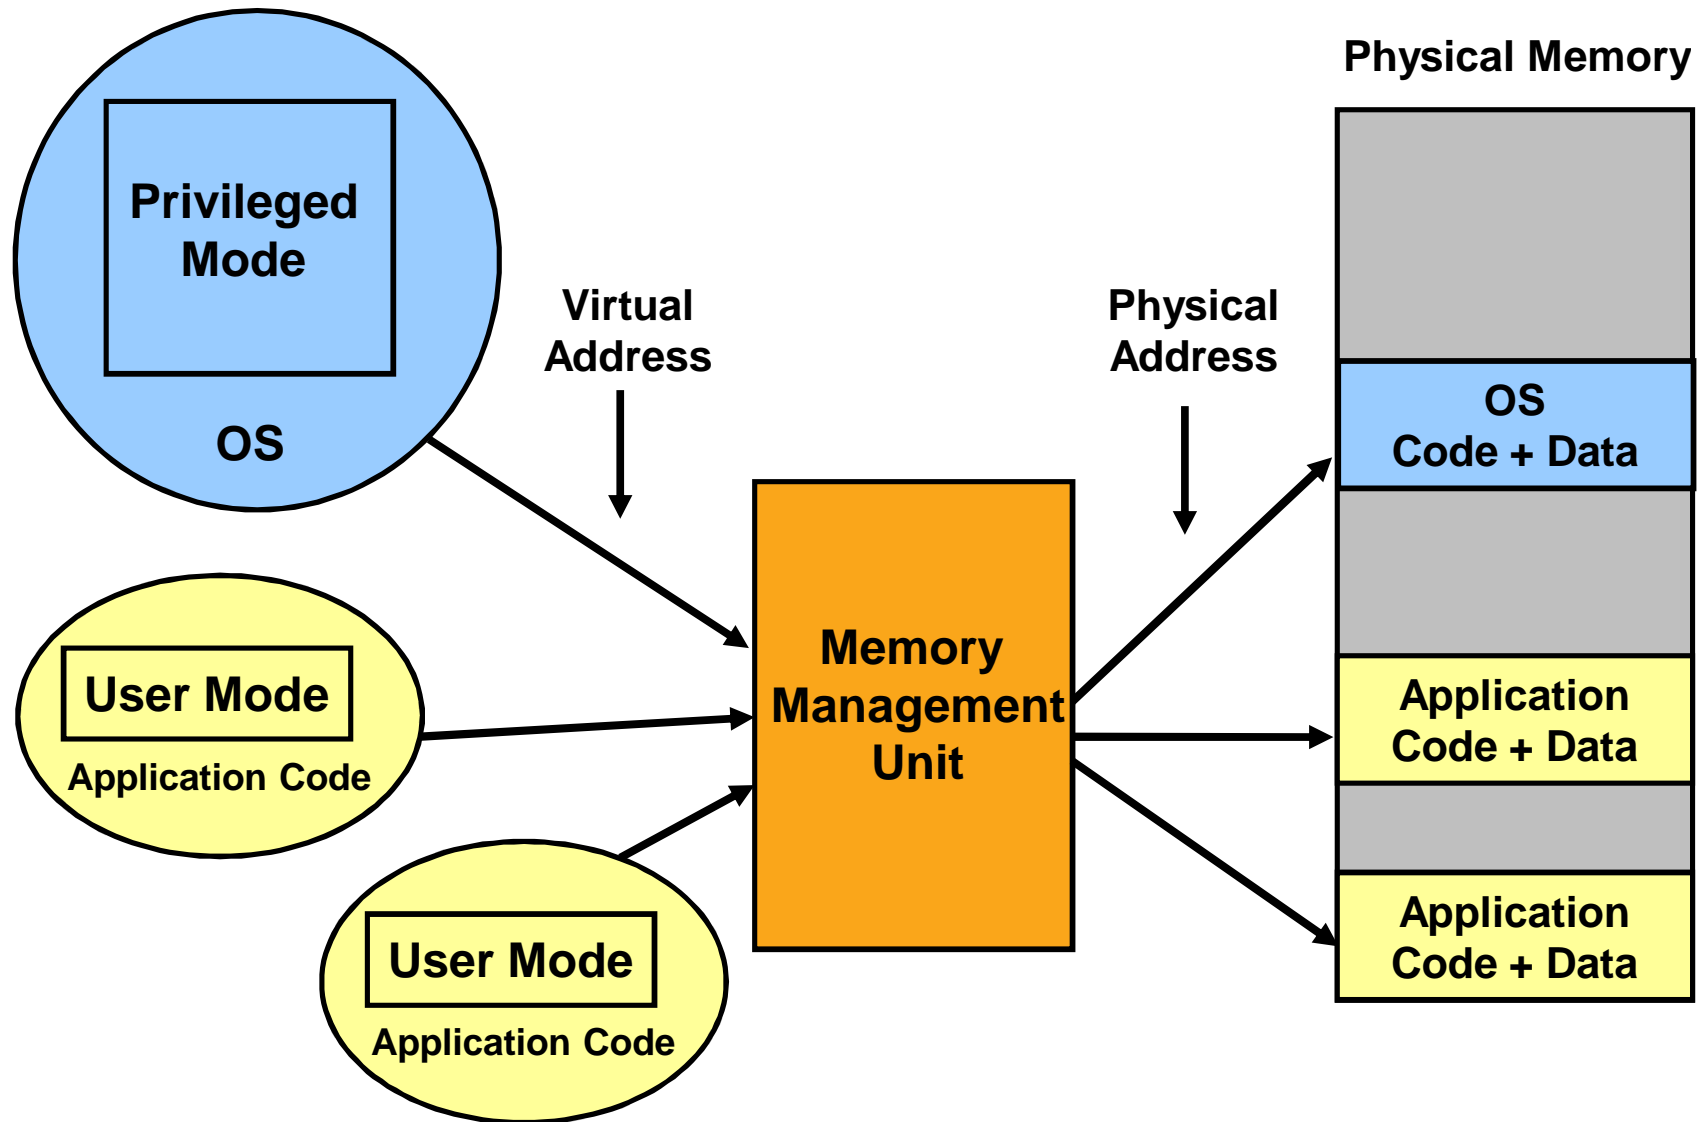 Privileged
Mode
OS
User Mode
Application Code
User Mode
Application Code
Virtual
Address
Memory
Management
Unit
Physical
Address
Physical Memory
OS
Code + Data
Application
Code + Data
Application
Code + Data